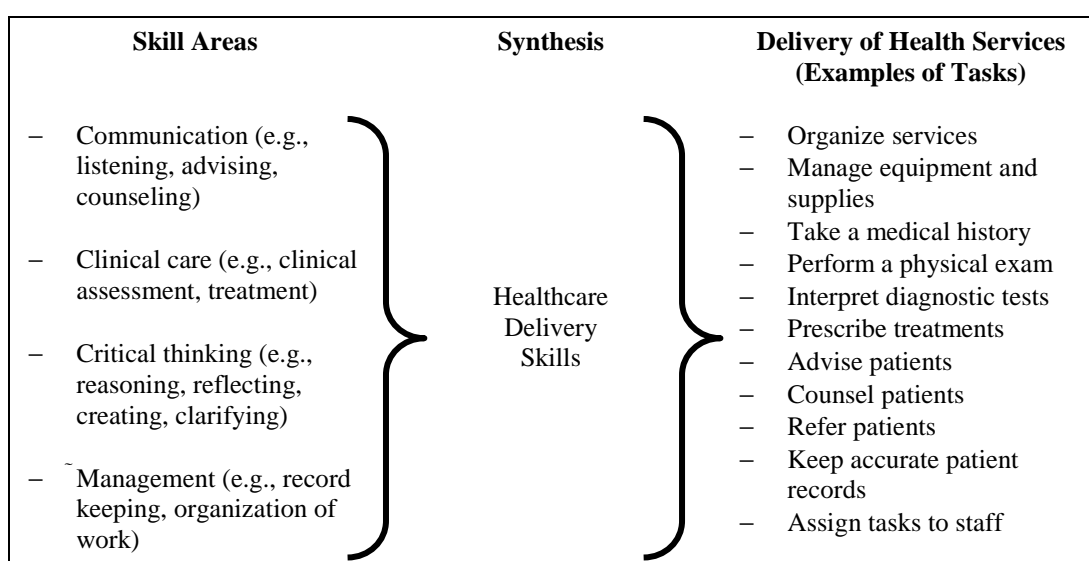 Skill Areas
Synthesis
Delivery of Health Services
(Examples of Tasks)
– Communication (e.g.,
listening, advising,
counseling)
– Clinical care (e.g., clinical
assessment, treatment)
– Critical thinking (e.g.,
reasoning, reflecting,
creating, clarifying)
– ˜Management (e.g., record
keeping, organization of
work)
Healthcare
Delivery
Skills
– Organize services
– Manage equipment and
supplies
– Take a medical history
– Perform a physical exam
– Interpret diagnostic tests
– Prescribe treatments
– Advise patients
– Counsel patients
– Refer patients
– Keep accurate patient
records
– Assign tasks to staff